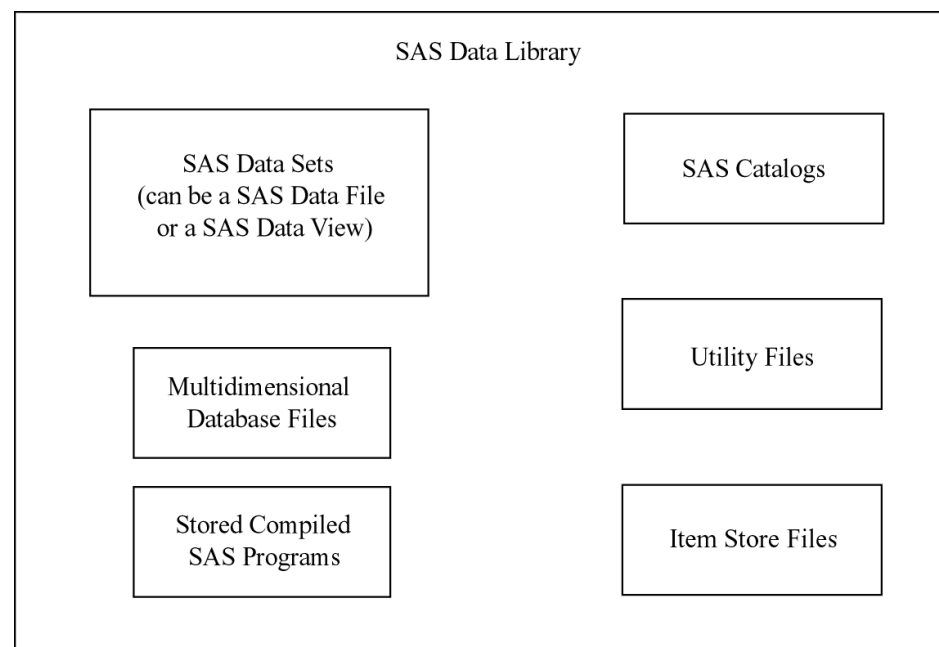 SAS Data Library
SAS Data Sets
(can be a SAS Data File
or a SAS Data View)
SAS Catalogs
Multidimensional
Database Files
Utility Files
Stored Compiled
SAS Programs
Item Store Files